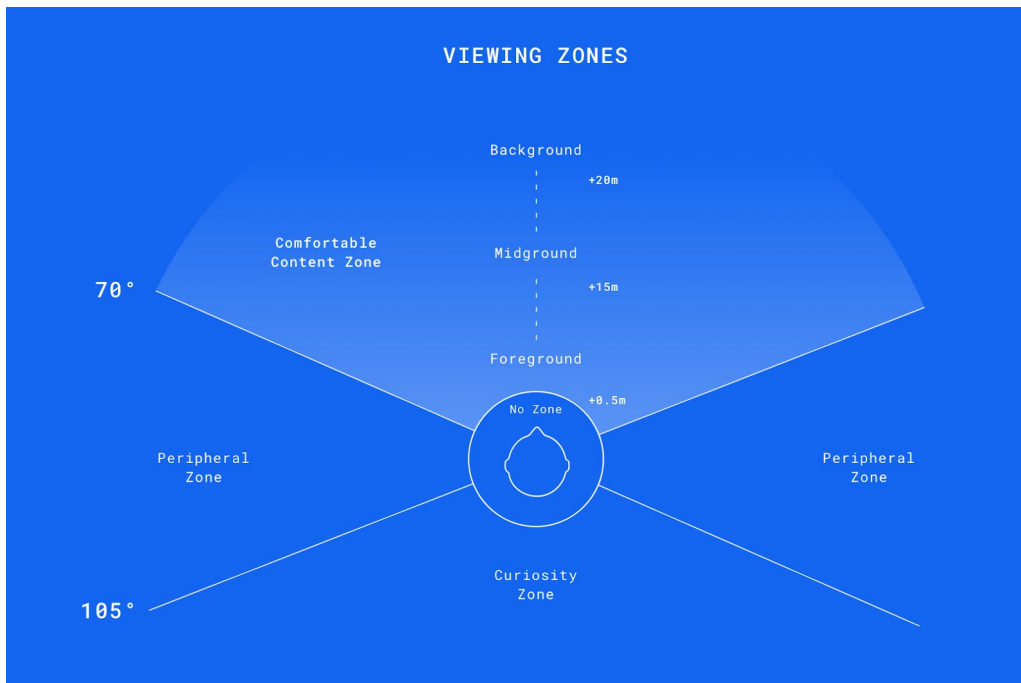 VIEWING ZONES
Background
+20m
Comfortable
Content Zone
Midground
70°
+15m
Foreground
+0.5m
No Zone
Peripheral
Zone
Peripheral
Zone
Curiosity
Zone
105°